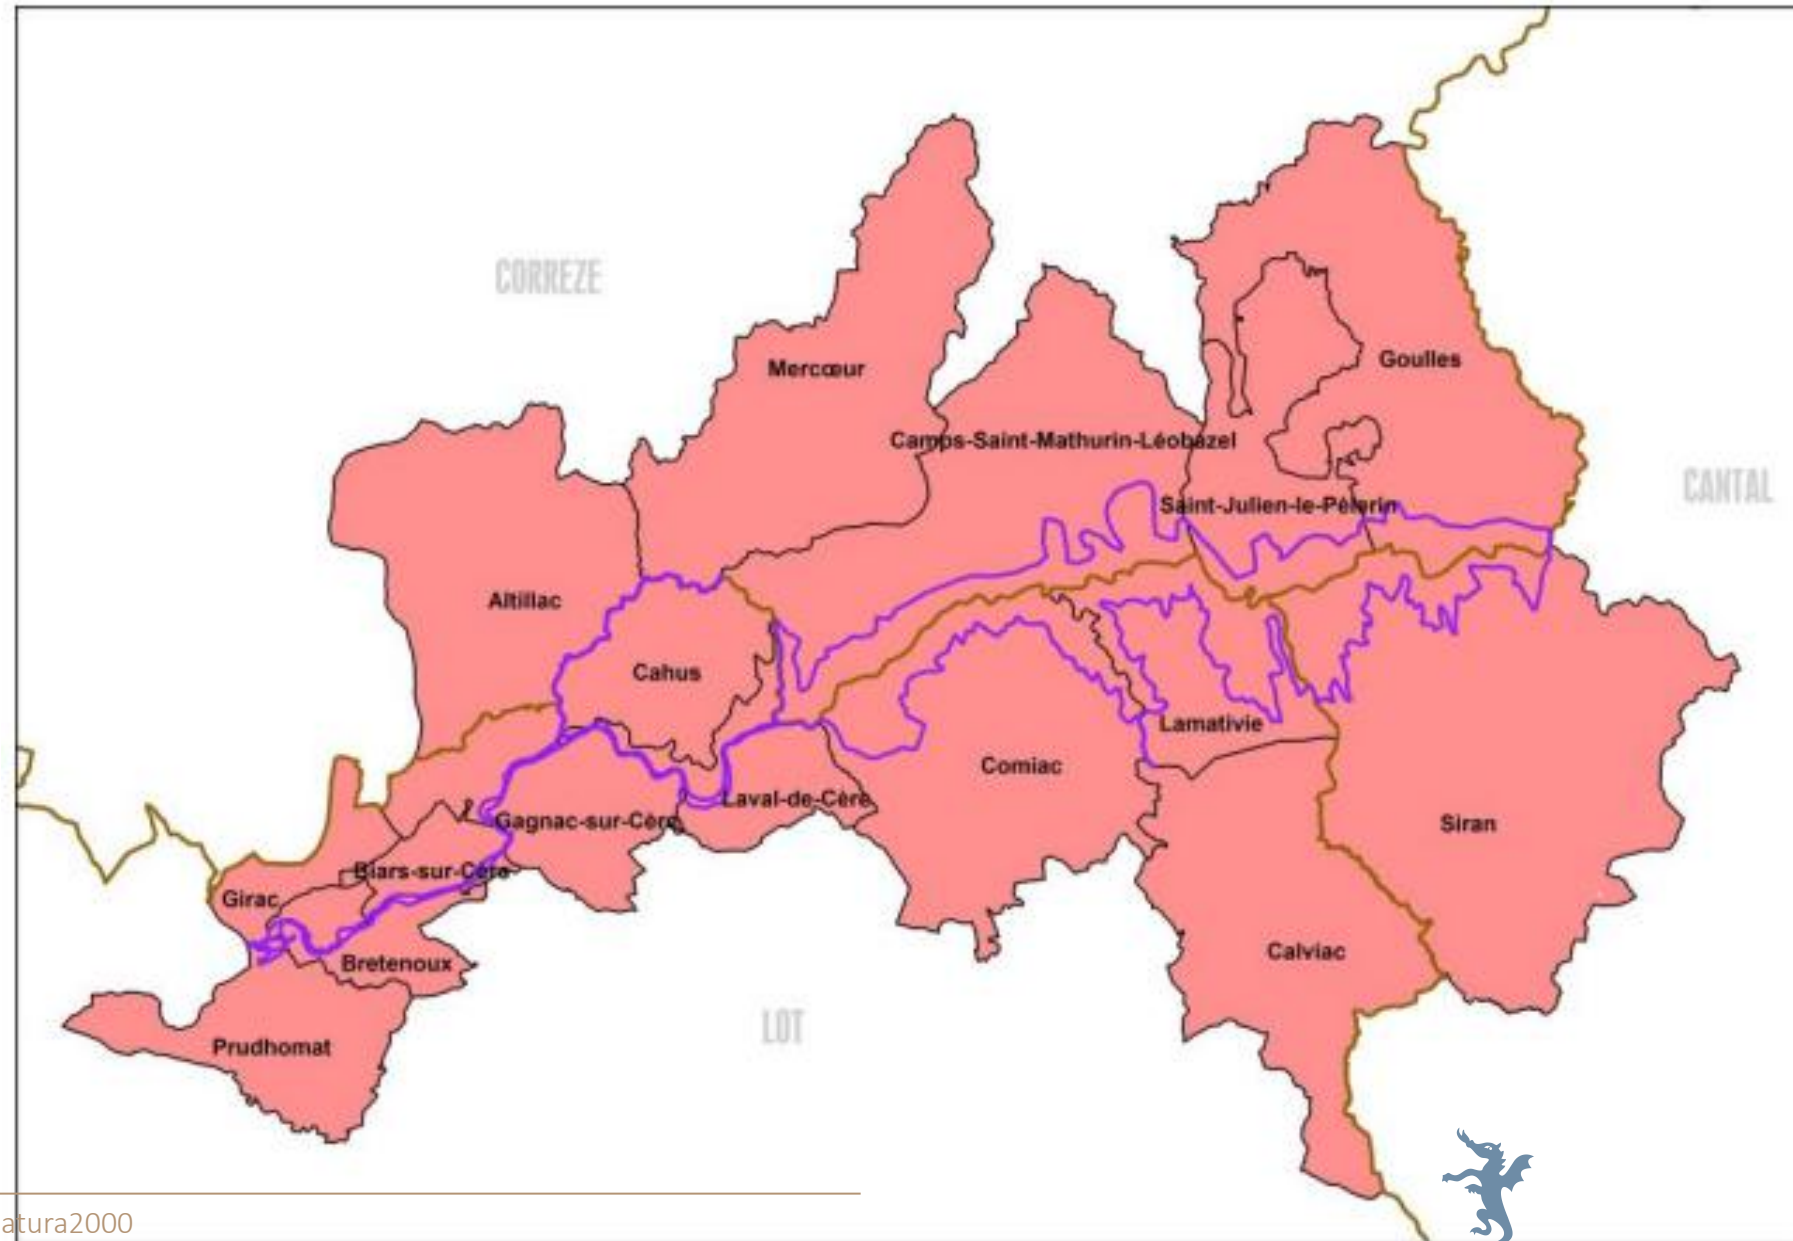 CORREZE
Goulles
Mercœur
Camps-Saint-Mathurin-Léobazel
CANTAL
Saint-Julien-le-Pèlerin
Altillac
Cahus
Lamativie
Comiac
Laval-de-Cère
Gagnac-sur-Cère
Siran
Biars-sur-Cère
Girac
Calviac
Bretenoux
LOT
Prudhomat
atura2000